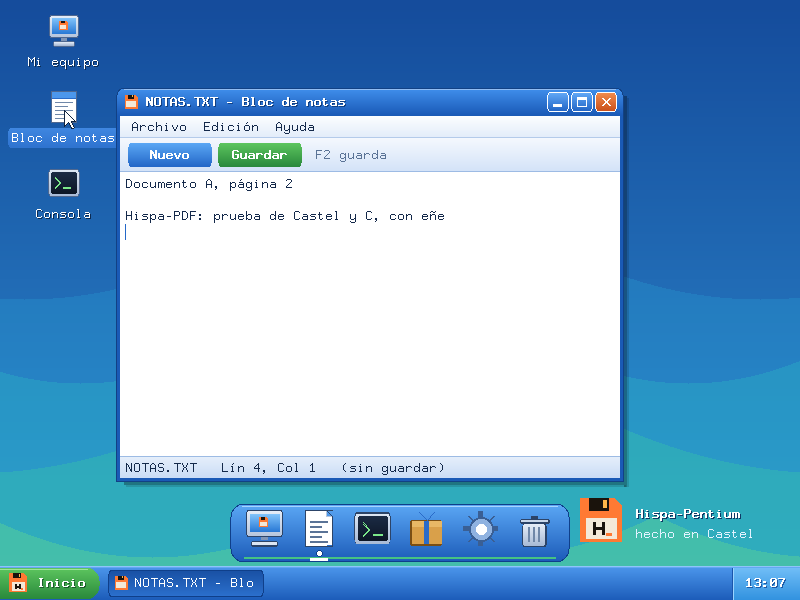 Mi equipo
Bloc de notas
Consola
NOTAS.TXT - Bloc de notas
Archivo Edición Ayuda
Nuevo Guardar F2 guarda
Documento A, página 2
Hispa-PDF: prueba de Castel y C, con eñe
NOTAS.TXT Lín 4, Col 1 (sin guardar)
H
Hispa-Pentium
hecho en Castel
H Inicio
NOTAS.TXT - Blo
13:07